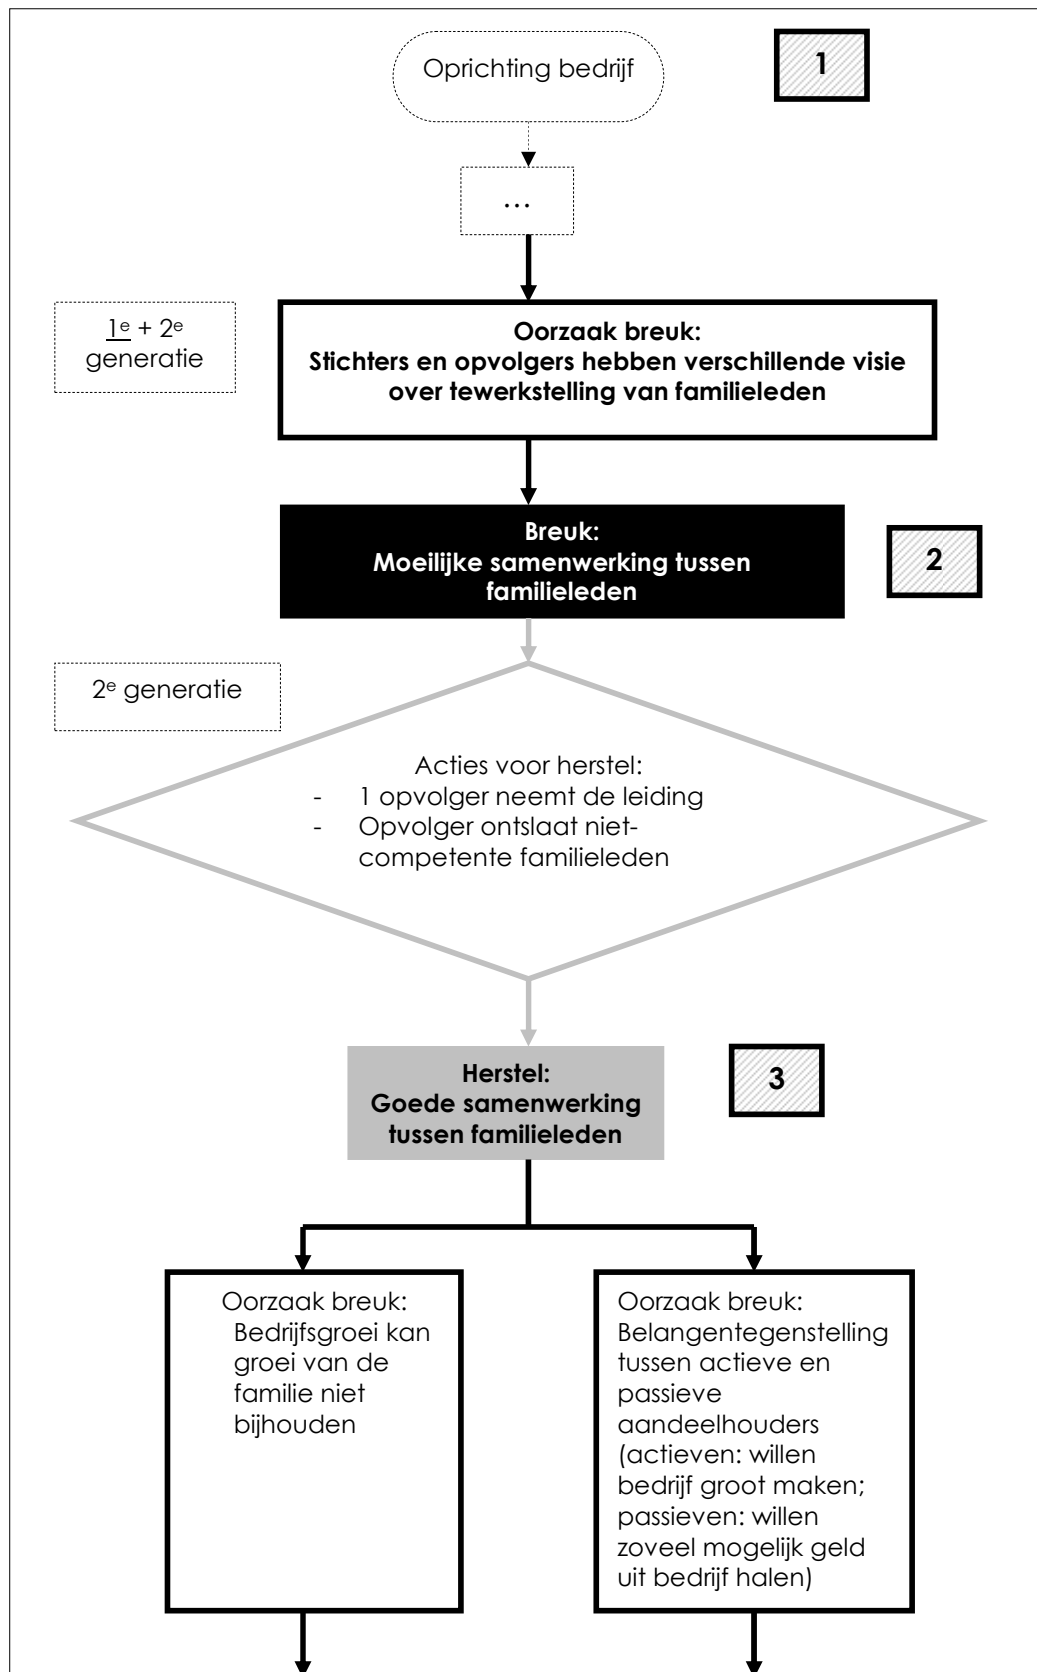 Oprichting bedrijf
1
…
1e + 2e
generatie
Oorzaak breuk:
Stichters en opvolgers hebben verschillende visie
over tewerkstelling van familieleden
Breuk:
Moeilijke samenwerking tussen
familieleden
2
2e generatie
Acties voor herstel:
- 1 opvolger neemt de leiding
- Opvolger ontslaat niet-
competente familieleden
Herstel:
Goede samenwerking
tussen familieleden
3
Oorzaak breuk:
Bedrijfsgroei kan
groei van de
familie niet
bijhouden
Oorzaak breuk:
Belangentegenstelling
tussen actieve en
passieve
aandeelhouders
(actieven: willen
bedrijf groot maken;
passieven: willen
zoveel mogelijk geld
uit bedrijf halen)